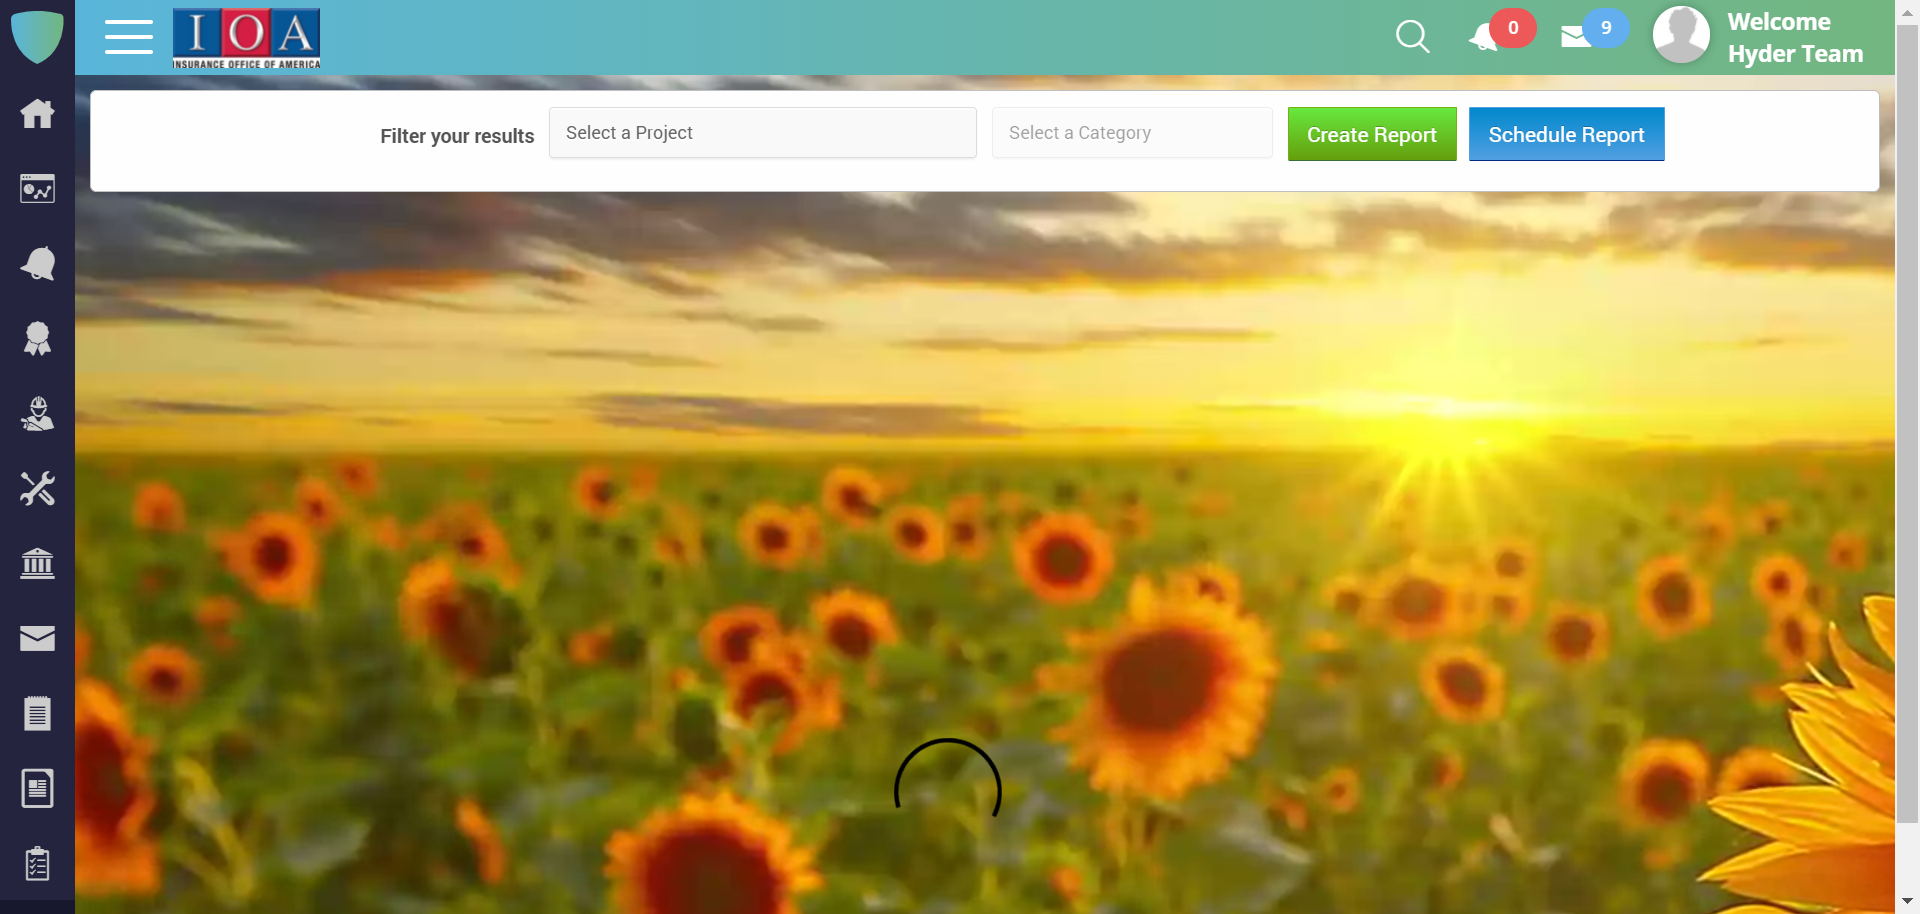 IOA
INSURANCE OFFICE OF AMERICA
0
9
Welcome
Hyder Team
Filter your results
Select a Project
Select a Category
Create Report
Schedule Report